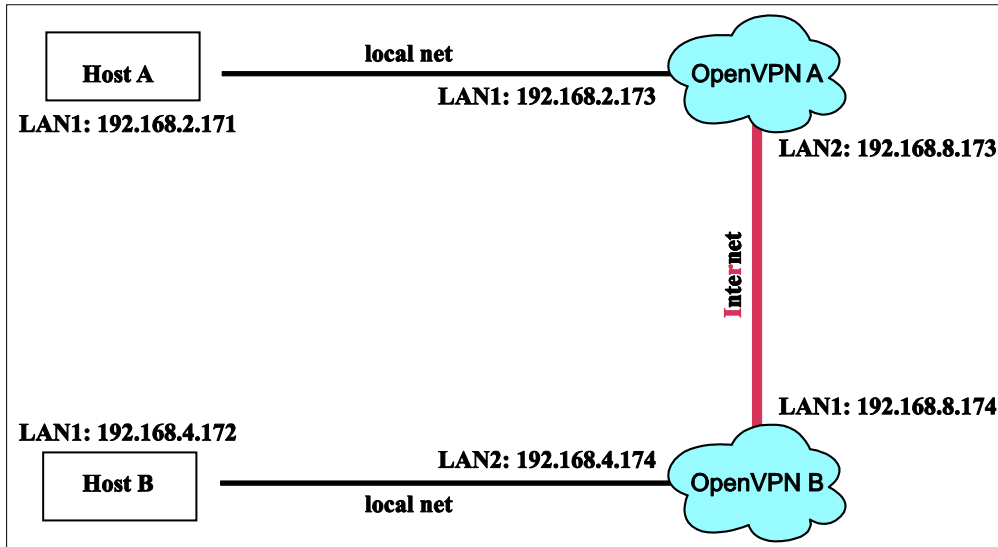 local net
OpenVPN A
Host A
LAN1: 192.168.2.173
LAN1: 192.168.2.171
LAN2: 192.168.8.173
Internet
LAN1: 192.168.8.174
LAN1: 192.168.4.172
LAN2: 192.168.4.174
Host B
OpenVPN B
local net